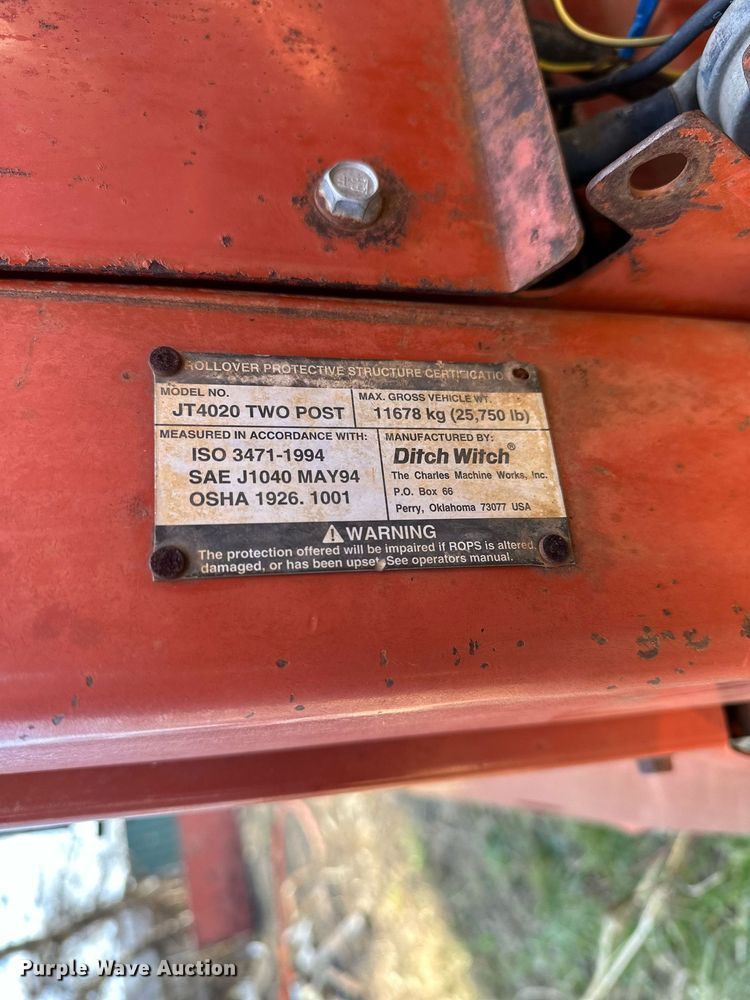 ROLLOVER PROTECTIVE STRUCTURE CERTIFICATIO
MODEL NO.
JT4020 TWO POST
MAX. GROSS VEHICLE WT.
11678 kg (25,750 lb)
MEASURED IN ACCORDANCE WITH:
ISO 3471-1994
SAE J1040 MAY94
OSHA 1926. 1001
MANUFACTURED BY:
Ditch Witch®
The Charles Machine Works, Inc.
P.O. Box 66
Perry, Oklahoma 73077 USA
⚠WARNING
The protection offered will be impaired if ROPS is altered,
damaged, or has been upset. See operators manual.
Purple Wave Auction